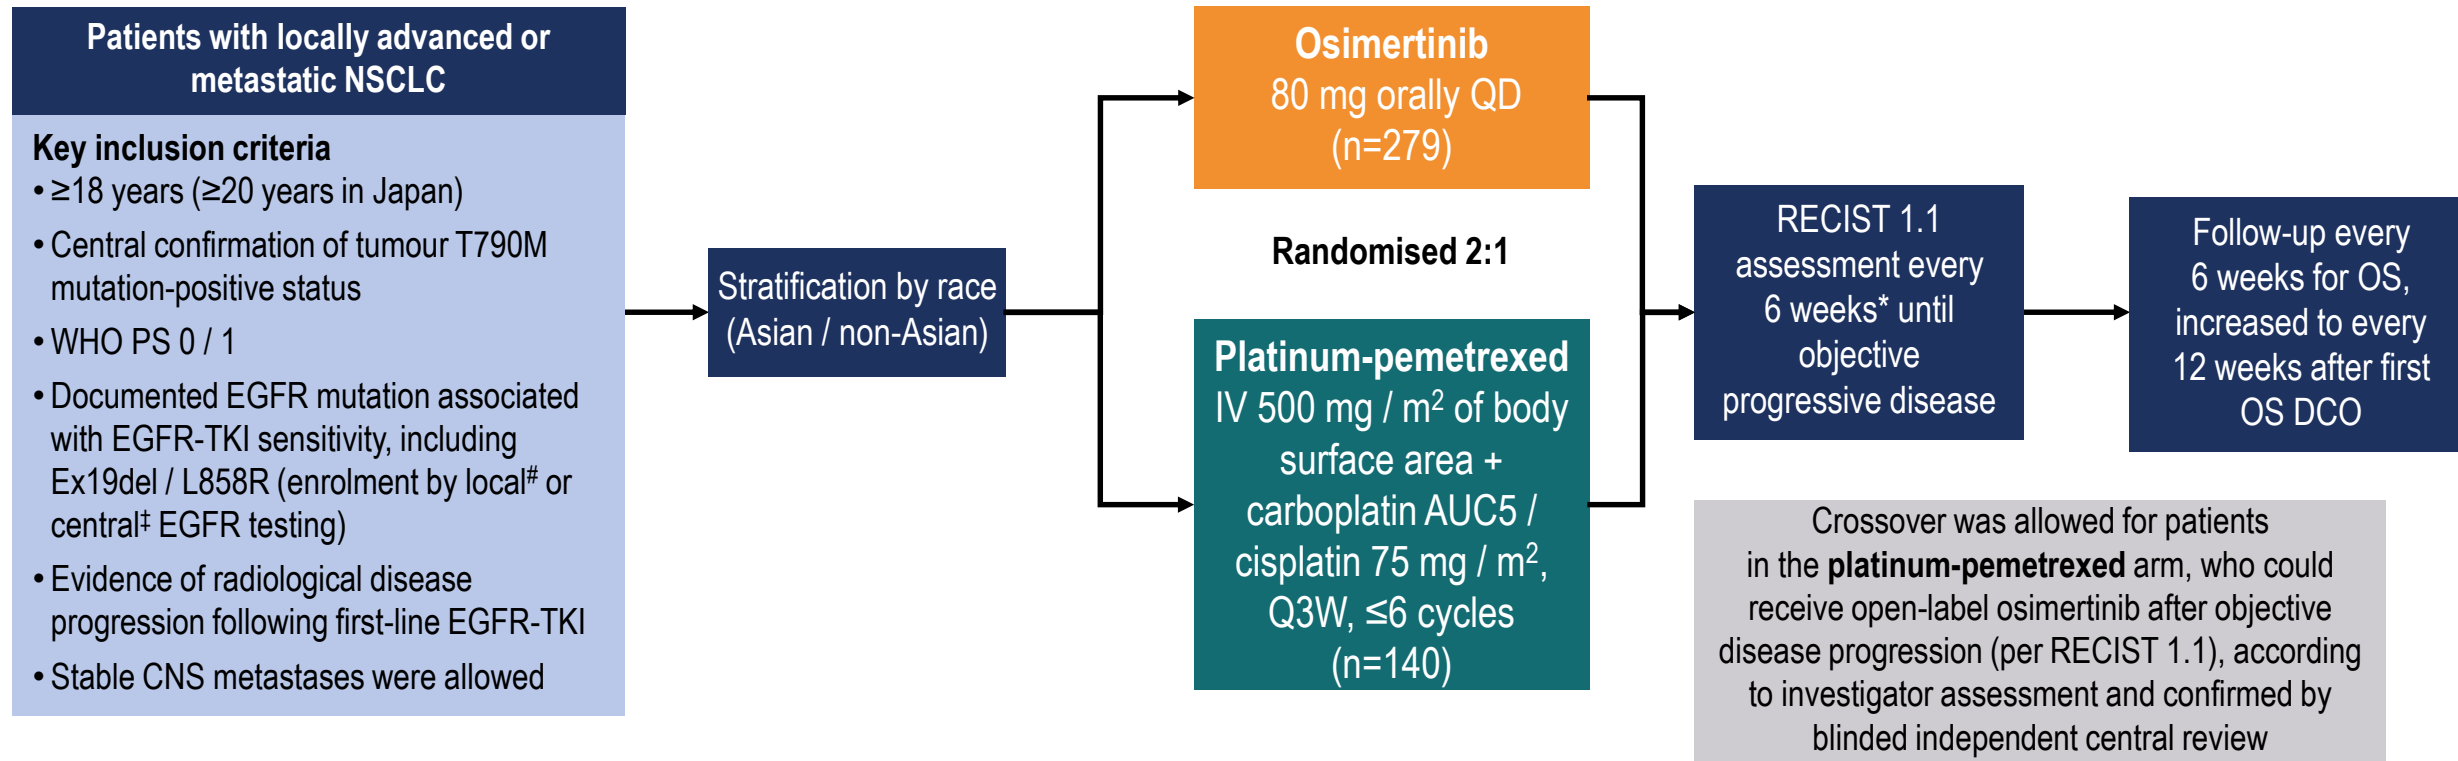 Patients with locally advanced or
metastatic NSCLC
Key inclusion criteria
• ≥18 years (≥20 years in Japan)
• Central confirmation of tumour T790M
mutation-positive status
• WHO PS 0 / 1
• Documented EGFR mutation associated
with EGFR-TKI sensitivity, including
Ex19del / L858R (enrolment by local# or
central‡ EGFR testing)
• Evidence of radiological disease
progression following first-line EGFR-TKI
• Stable CNS metastases were allowed
Stratification by race
(Asian / non-Asian)
Osimertinib
80 mg orally QD
(n=279)
Randomised 2:1
Platinum-pemetrexed
IV 500 mg / m² of body
surface area +
carboplatin AUC5 /
cisplatin 75 mg / m²,
Q3W, ≤6 cycles
(n=140)
RECIST 1.1
assessment every
6 weeks* until
objective
progressive disease
Follow-up every
6 weeks for OS,
increased to every
12 weeks after first
OS DCO
Crossover was allowed for patients
in the platinum-pemetrexed arm, who could
receive open-label osimertinib after objective
disease progression (per RECIST 1.1), according
to investigator assessment and confirmed by
blinded independent central review